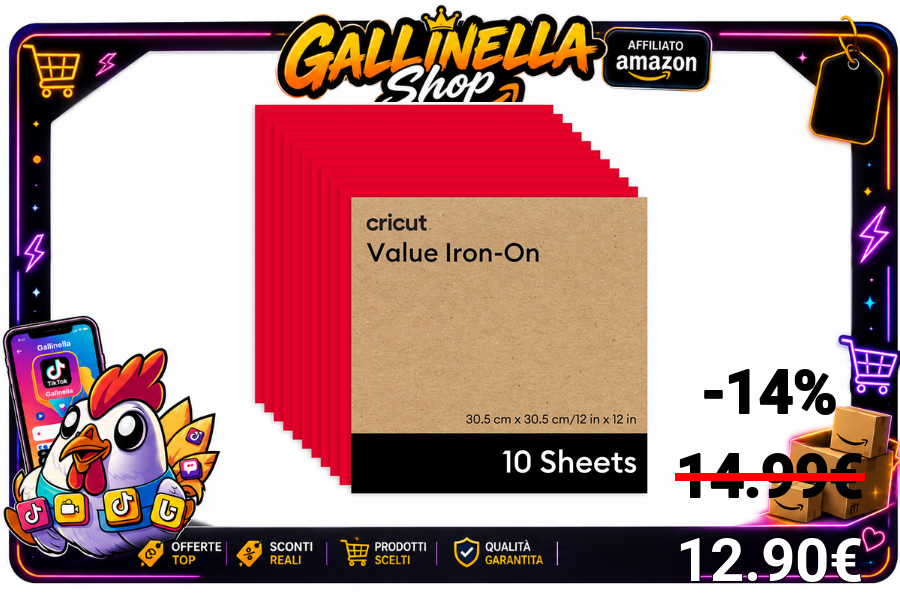 GALLINELLA
Shop
AFFILIATO
amazon
cricut
Value Iron-On
30.5 cm x 30.5 cm/12 in x 12 in
10 Sheets
Gallinella
TikTok
Gallinella
-14%
14.99€
12.90€
OFFERTE
TOP
SCONTI
REALI
PRODOTTI
SCELTI
QUALITÀ
GARANTITA